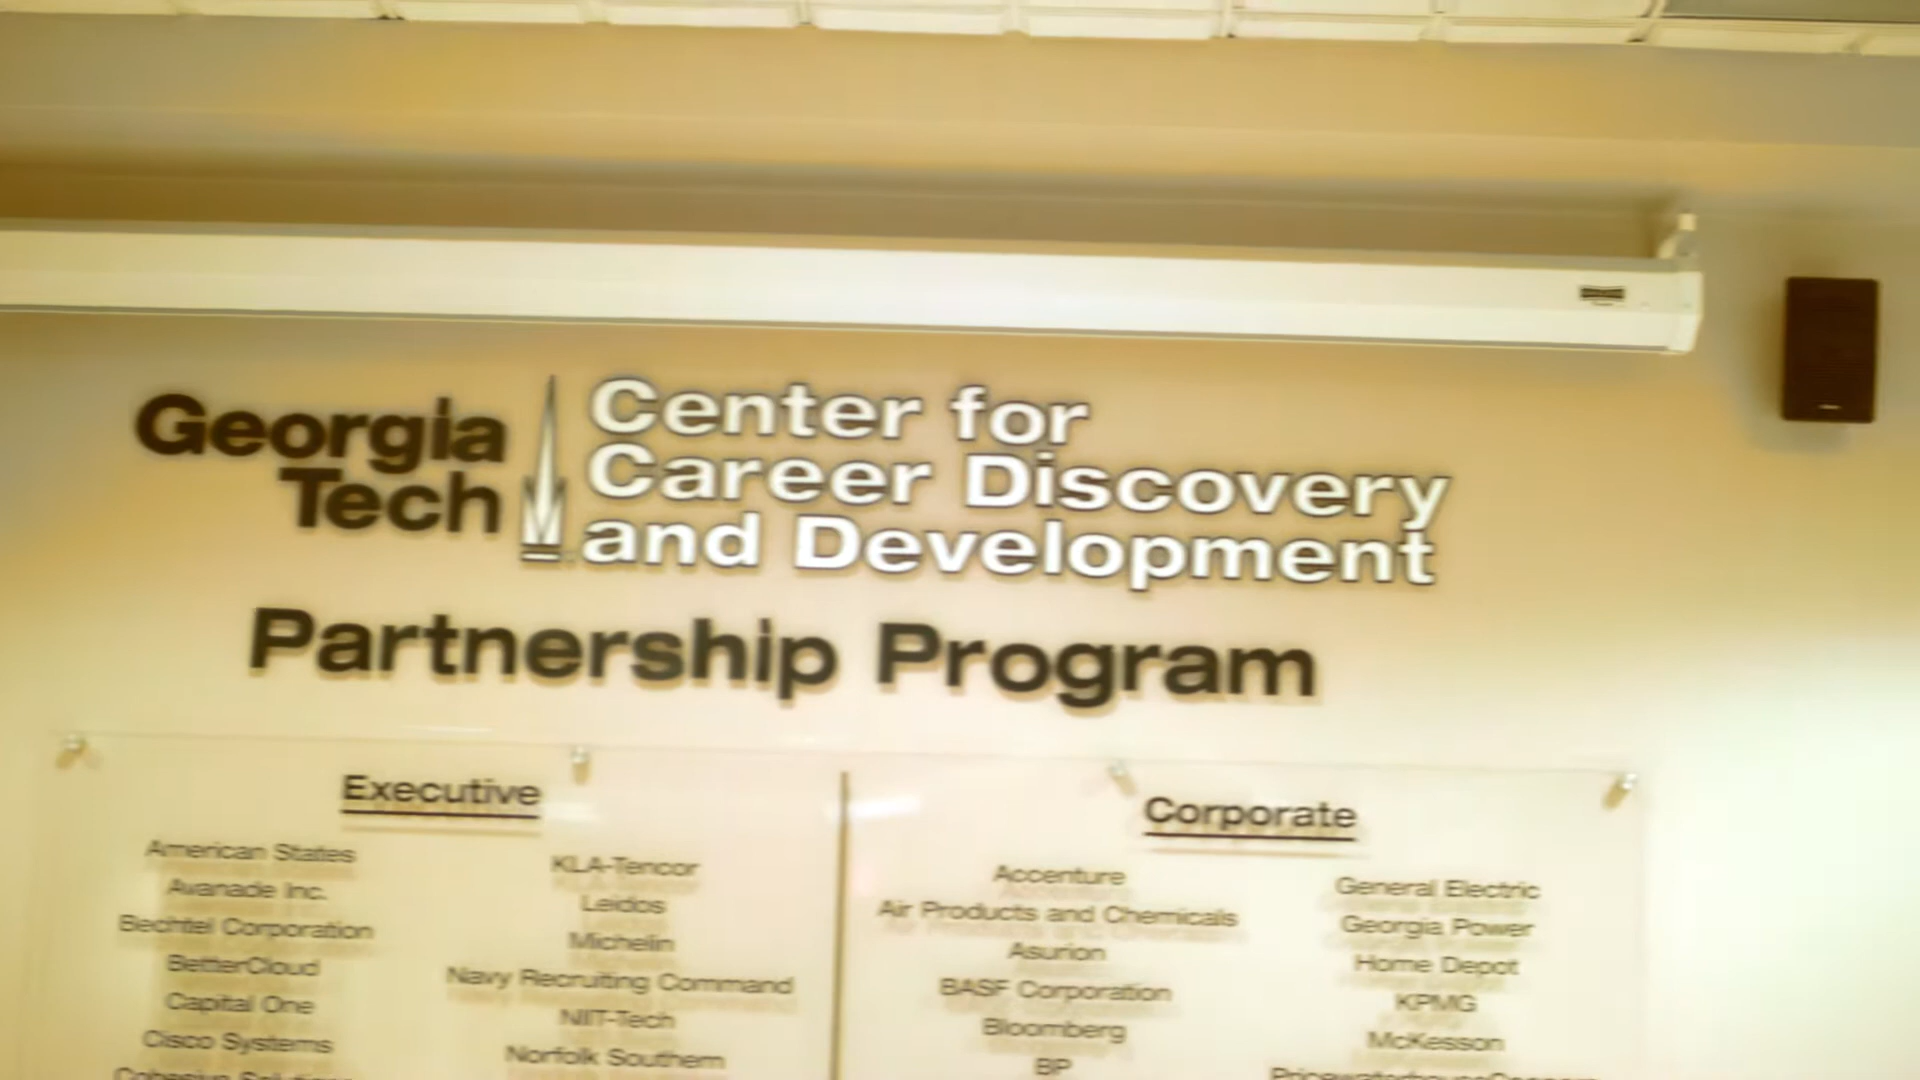 Georgia
Tech
Center for
Career Discovery
and Development
Partnership Program
Executive
American States
Avanade Inc.
Bechtel Corporation
BetterCloud
Capital One
Cisco Systems
KLA-Tencor
Leidos
Michelin
Navy Recruiting Command
NIIT-Tech
Norfolk Southern
Corporate
Accenture
Air Products and Chemicals
Asurion
BASF Corporation
Bloomberg
BP
General Electric
Georgia Power
Home Depot
KPMG
McKesson
PricewaterhouseCoopers